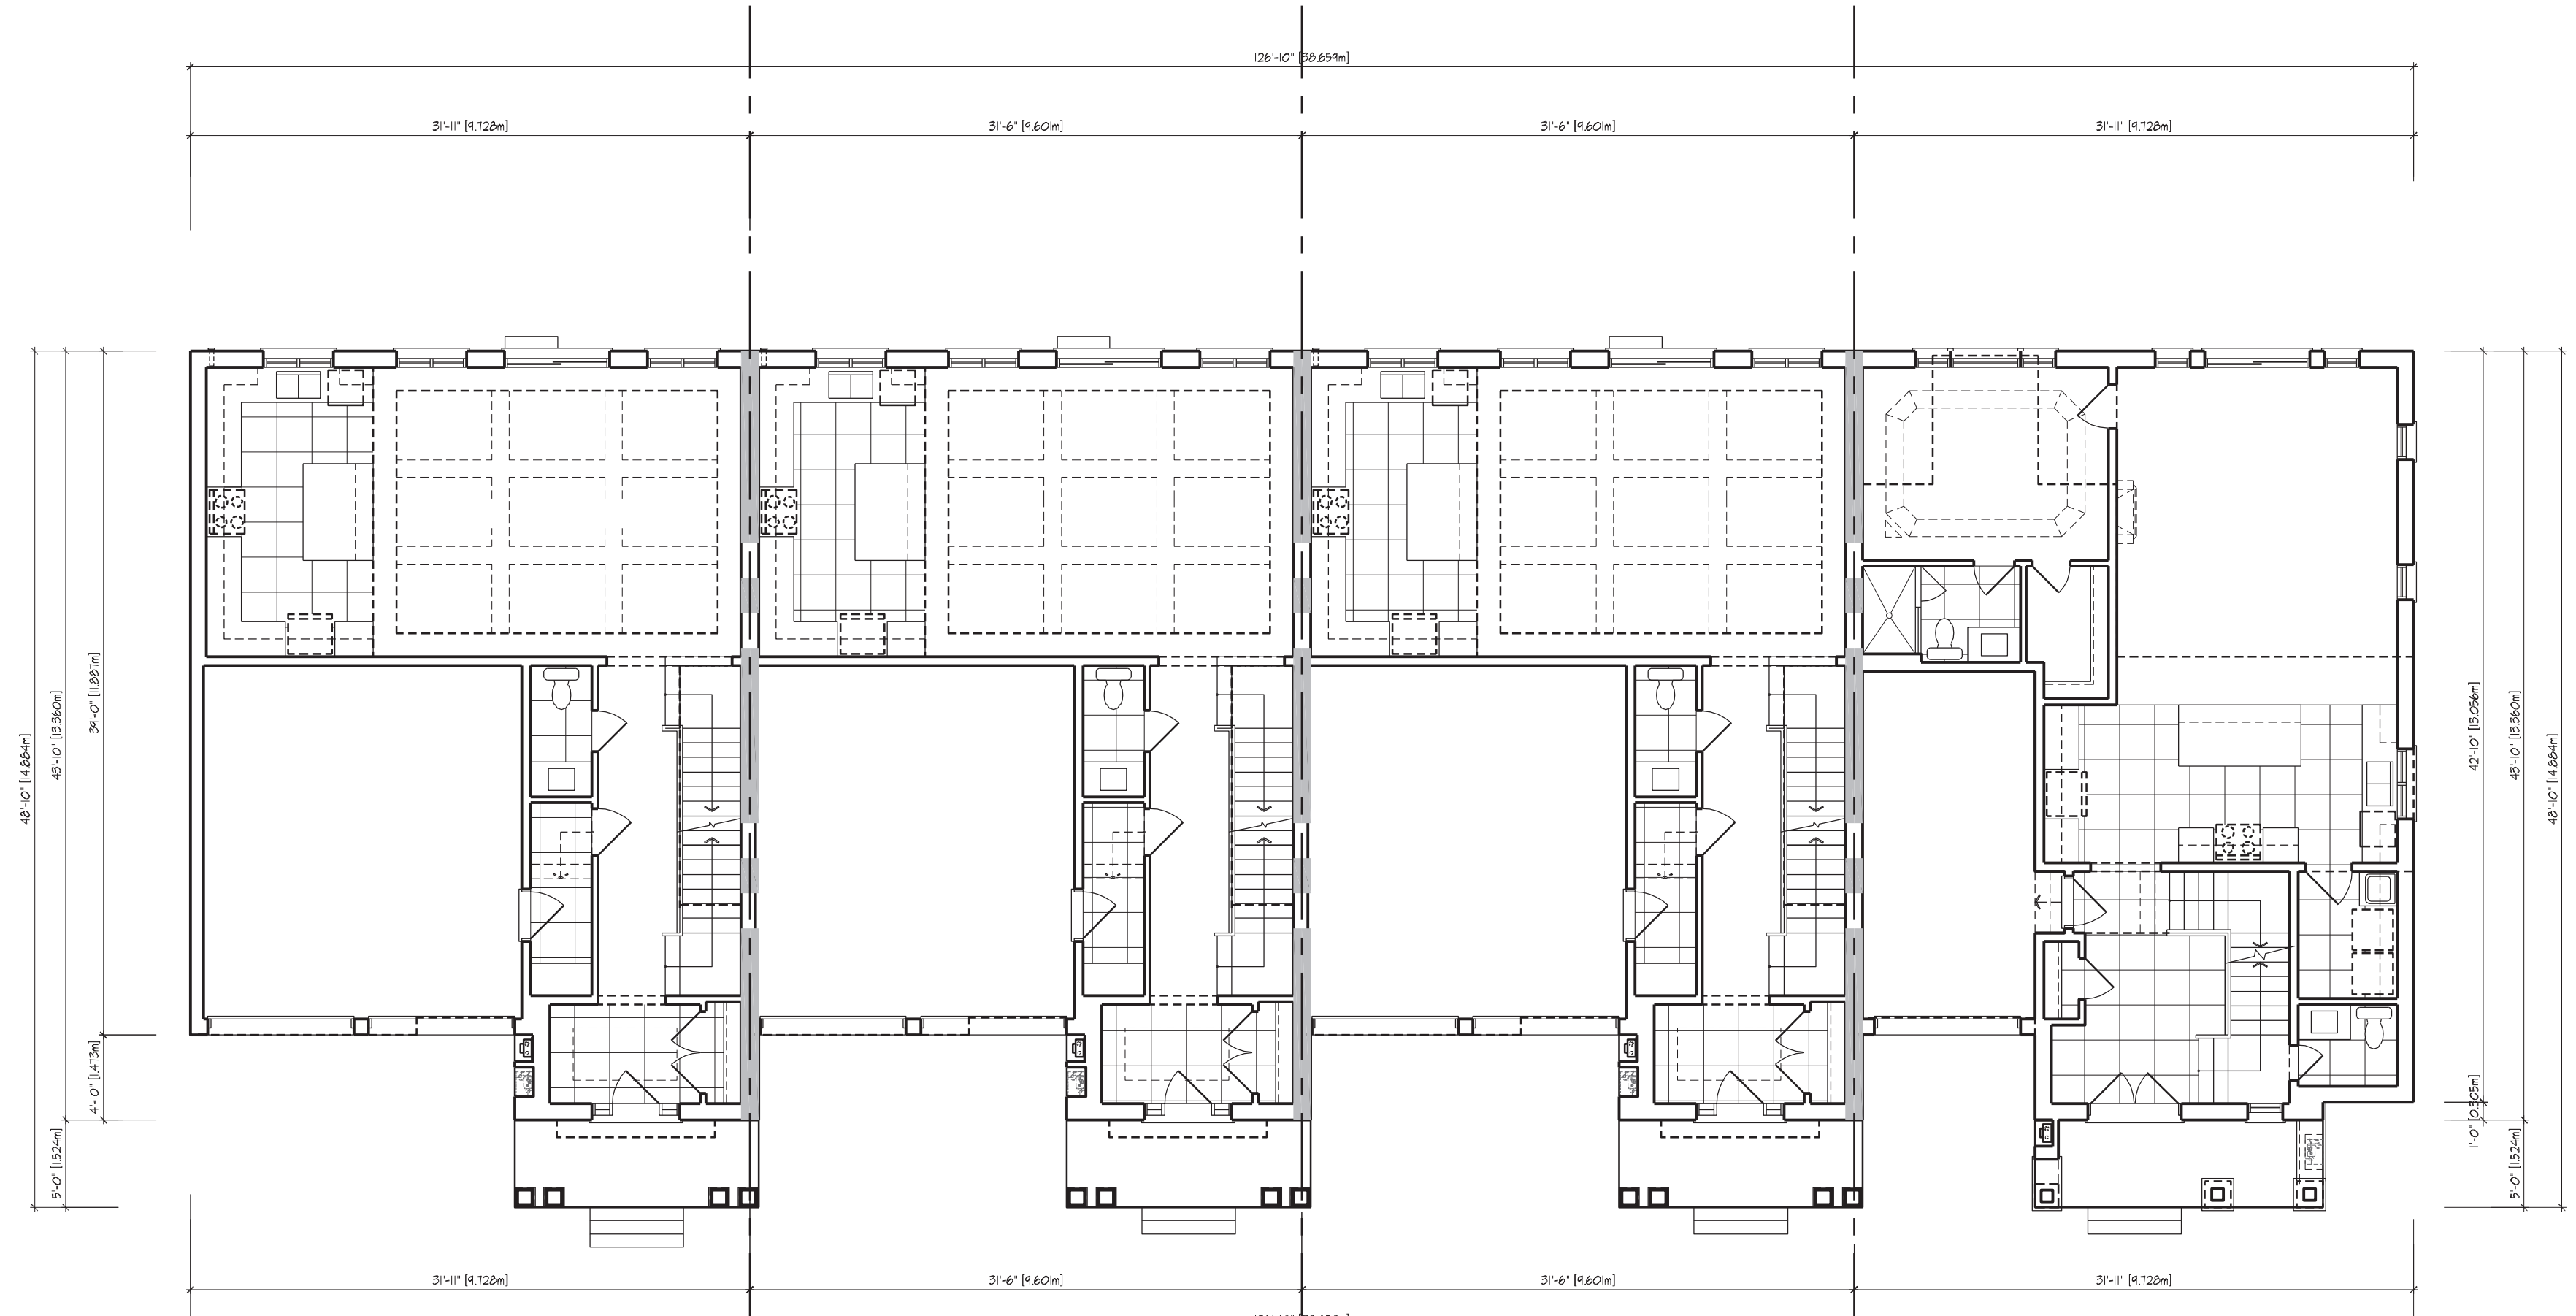 126'-10" [38.659m]
31'-11" [9.728m]
31'-6" [9.601m]
31'-6" [9.601m]
31'-11" [9.728m]
48'-10" [14.884m]
43'-10" [13.360m]
39'-0" [11.887m]
4'-10" [1.473m]
5'-0" [1.524m]
42'-10" [13.056m]
43'-10" [13.360m]
48'-10" [14.884m]
1'-0" [0.305m]
5'-0" [1.524m]
31'-11" [9.728m]
31'-6" [9.601m]
31'-6" [9.601m]
31'-11" [9.728m]